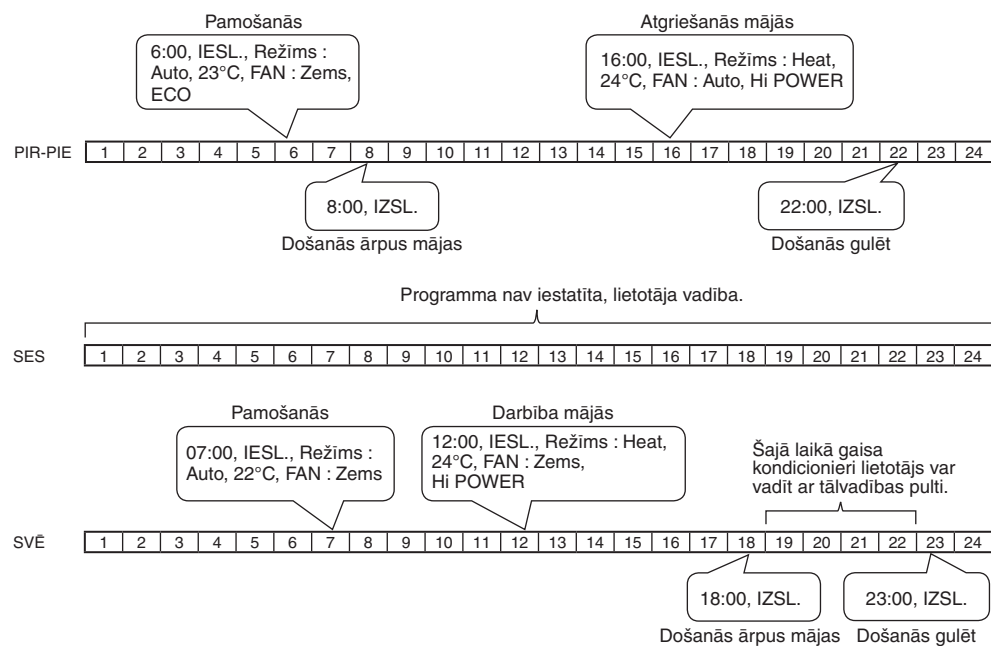 Pamošanās
6:00, IESL., Režīms :
Auto, 23°C, FAN : Zems,
ECO
Atgriešanās mājās
16:00, IESL., Režīms : Heat,
24°C, FAN : Auto, Hi POWER
PIR-PIE 1 2 3 4 5 6 7 8 9 10 11 12 13 14 15 16 17 18 19 20 21 22 23 24
8:00, IZSL.
Došanās ārpus mājas
22:00, IZSL.
Došanās gulēt
Programma nav iestatīta, lietotāja vadība.
SES 1 2 3 4 5 6 7 8 9 10 11 12 13 14 15 16 17 18 19 20 21 22 23 24
Pamošanās
07:00, IESL., Režīms :
Auto, 22°C, FAN : Zems
Darbība mājās
12:00, IESL., Režīms : Heat,
24°C, FAN : Zems,
Hi POWER
Šajā laikā gaisa
kondicionieri lietotājs var
vadīt ar tālvadības pulti.
SVĒ 1 2 3 4 5 6 7 8 9 10 11 12 13 14 15 16 17 18 19 20 21 22 23 24
18:00, IZSL.
Došanās ārpus mājas
23:00, IZSL.
Došanās gulēt